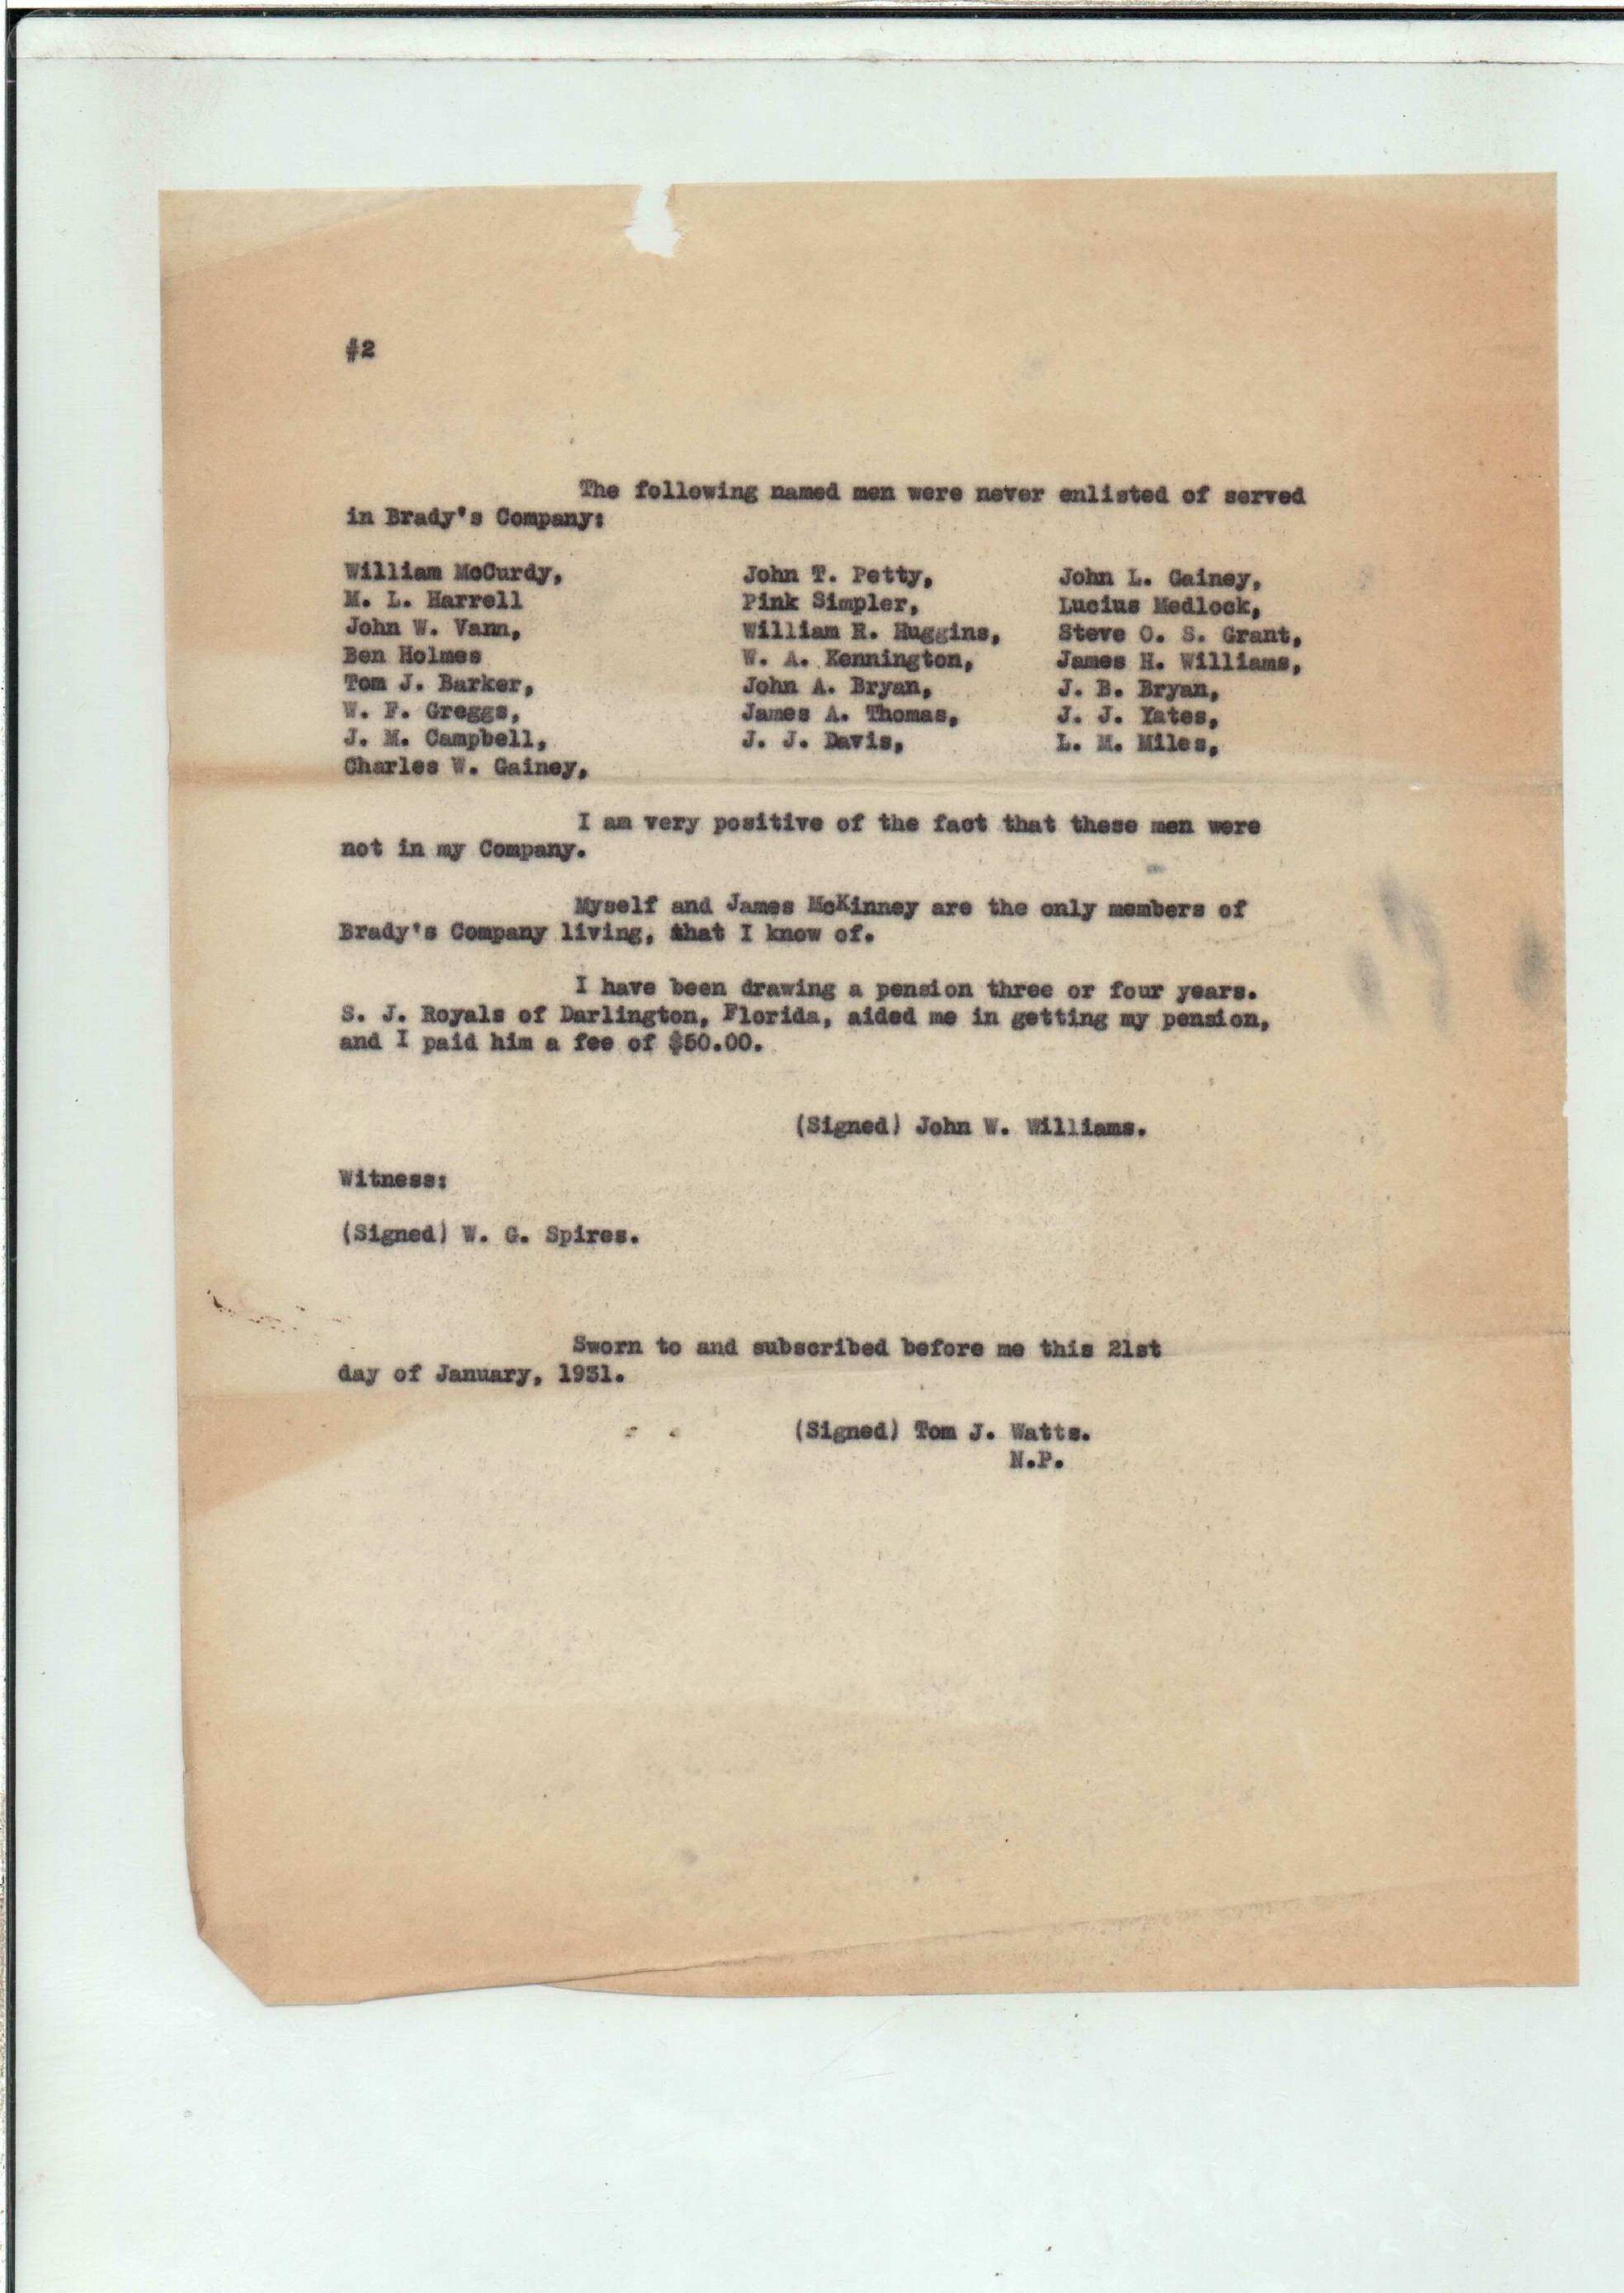 #2
The following named men were never enlisted of served
in Brady's Company:
William McCurdy, John T. Petty, John L. Gainey,
M. L. Harrell Pink Simpler, Lucius Medlock,
John W. Vann, William R. Huggins, Steve O. S. Grant,
Ben Holmes W. A. Kennington, James H. Williams,
Tom J. Barker, John A. Bryan, J. B. Bryan,
W. F. Greggs, James A. Thomas, J. J. Yates,
J. M. Campbell, J. J. Davis, L. M. Miles,
Charles W. Gainey,
I am very positive of the fact that these men were
not in my Company.
Myself and James McKinney are the only members of
Brady's Company living, that I know of.
I have been drawing a pension three or four years.
S. J. Royals of Darlington, Florida, aided me in getting my pension,
and I paid him a fee of $50.00.
(Signed) John W. Williams.
Witness:
(Signed) W. G. Spires.
Sworn to and subscribed before me this 21st
day of January, 1931.
(Signed) Tom J. Watts.
N.P.